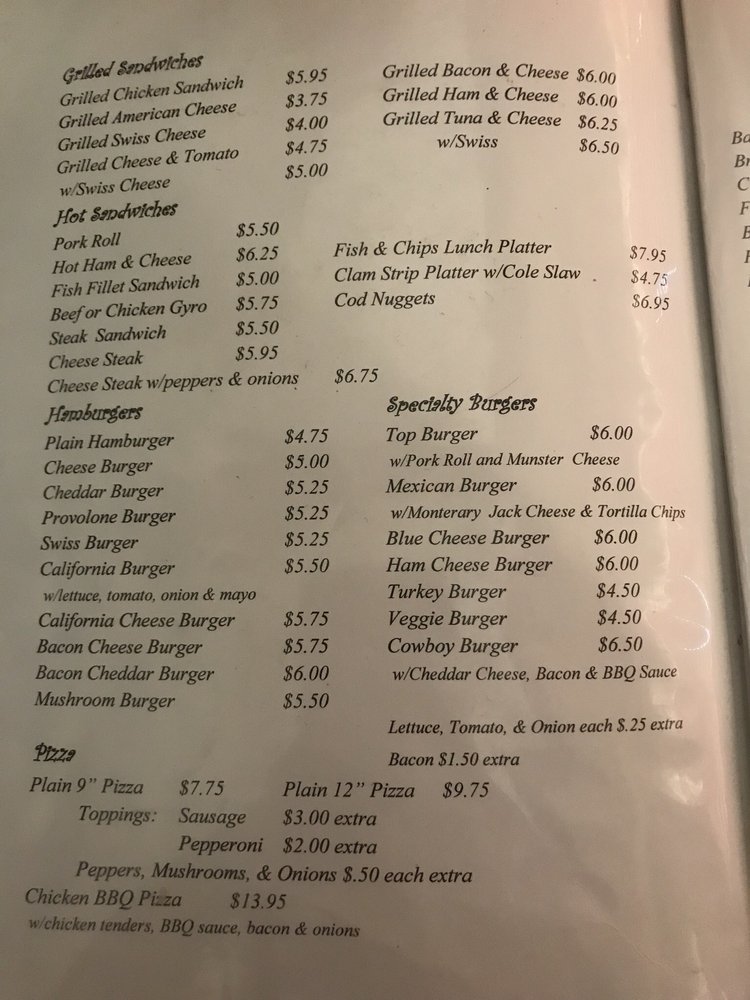 Grilled Sandwiches
Grilled Chicken Sandwich $5.95
Grilled American Cheese $3.75
Grilled Swiss Cheese $4.00
Grilled Cheese & Tomato $4.75
w/Swiss Cheese $5.00
Grilled Bacon & Cheese $6.00
Grilled Ham & Cheese $6.00
Grilled Tuna & Cheese $6.25
w/Swiss $6.50
Hot Sandwiches
Pork Roll $5.50
Hot Ham & Cheese $6.25
Fish Fillet Sandwich $5.00
Beef or Chicken Gyro $5.75
Steak Sandwich $5.50
Cheese Steak $5.95
Cheese Steak w/peppers & onions $6.75
Fish & Chips Lunch Platter $7.95
Clam Strip Platter w/Cole Slaw . $4.75
Cod Nuggets $6.95
Hamburgers
Plain Hamburger $4.75
Cheese Burger $5.00
Cheddar Burger $5.25
Provolone Burger $5.25
Swiss Burger $5.25
California Burger $5.50
w/lettuce, tomato, onion & mayo
California Cheese Burger $5.75
Bacon Cheese Burger $5.75
Bacon Cheddar Burger $6.00
Mushroom Burger $5.50
Specialty Burgers
Top Burger $6.00
w/Pork Roll and Munster Cheese
Mexican Burger $6.00
w/Monterary Jack Cheese & Tortilla Chips
Blue Cheese Burger $6.00
Ham Cheese Burger $6.00
Turkey Burger $4.50
Veggie Burger $4.50
Cowboy Burger $6.50
w/Cheddar Cheese, Bacon & BBQ Sauce
Lettuce, Tomato, & Onion each $.25 extra
Bacon $1.50 extra
Pizza
Plain 9" Pizza $7.75 Plain 12" Pizza $9.75
Toppings: Sausage $3.00 extra
Pepperoni $2.00 extra
Peppers, Mushrooms, & Onions $.50 each extra
Chicken BBQ Pizza $13.95
w/chicken tenders, BBQ sauce, bacon & onions